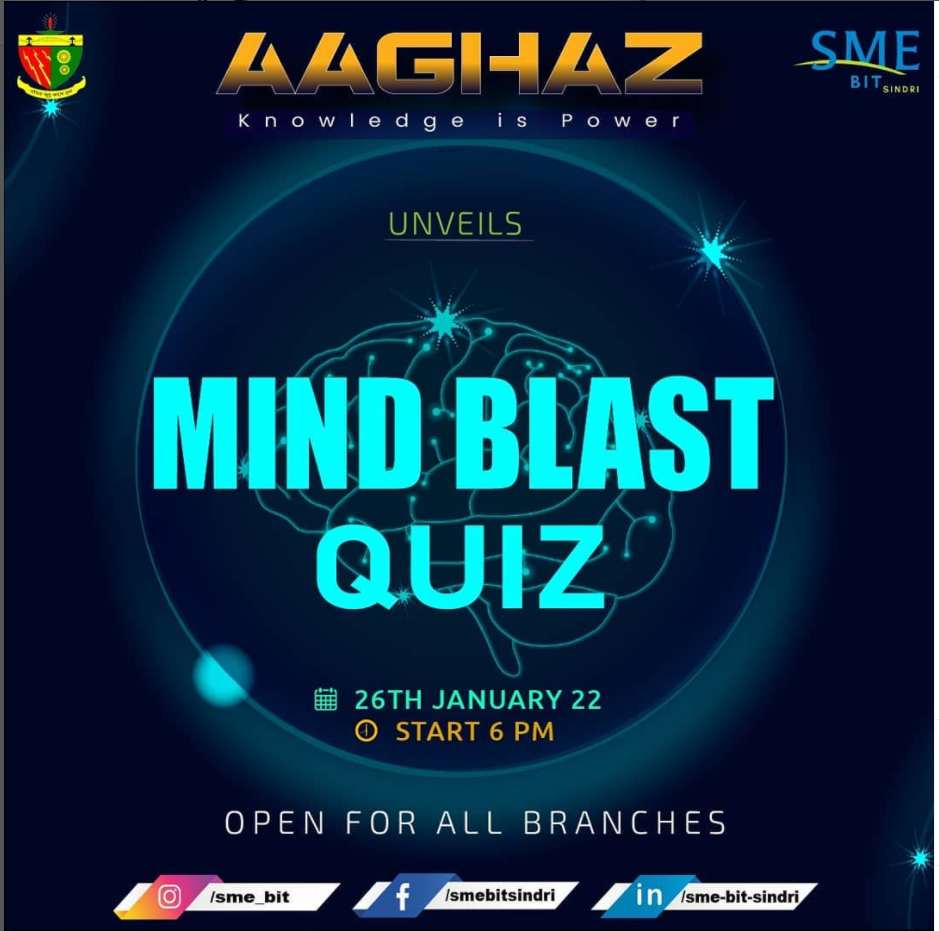 AAGHAZ
Knowledge is Power
SME
BIT SINDRI
UNVEILS
MIND BLAST
QUIZ
26TH JANUARY 22
START 6 PM
OPEN FOR ALL BRANCHES
/sme_bit
/smebitsindri
in /sme-bit-sindri